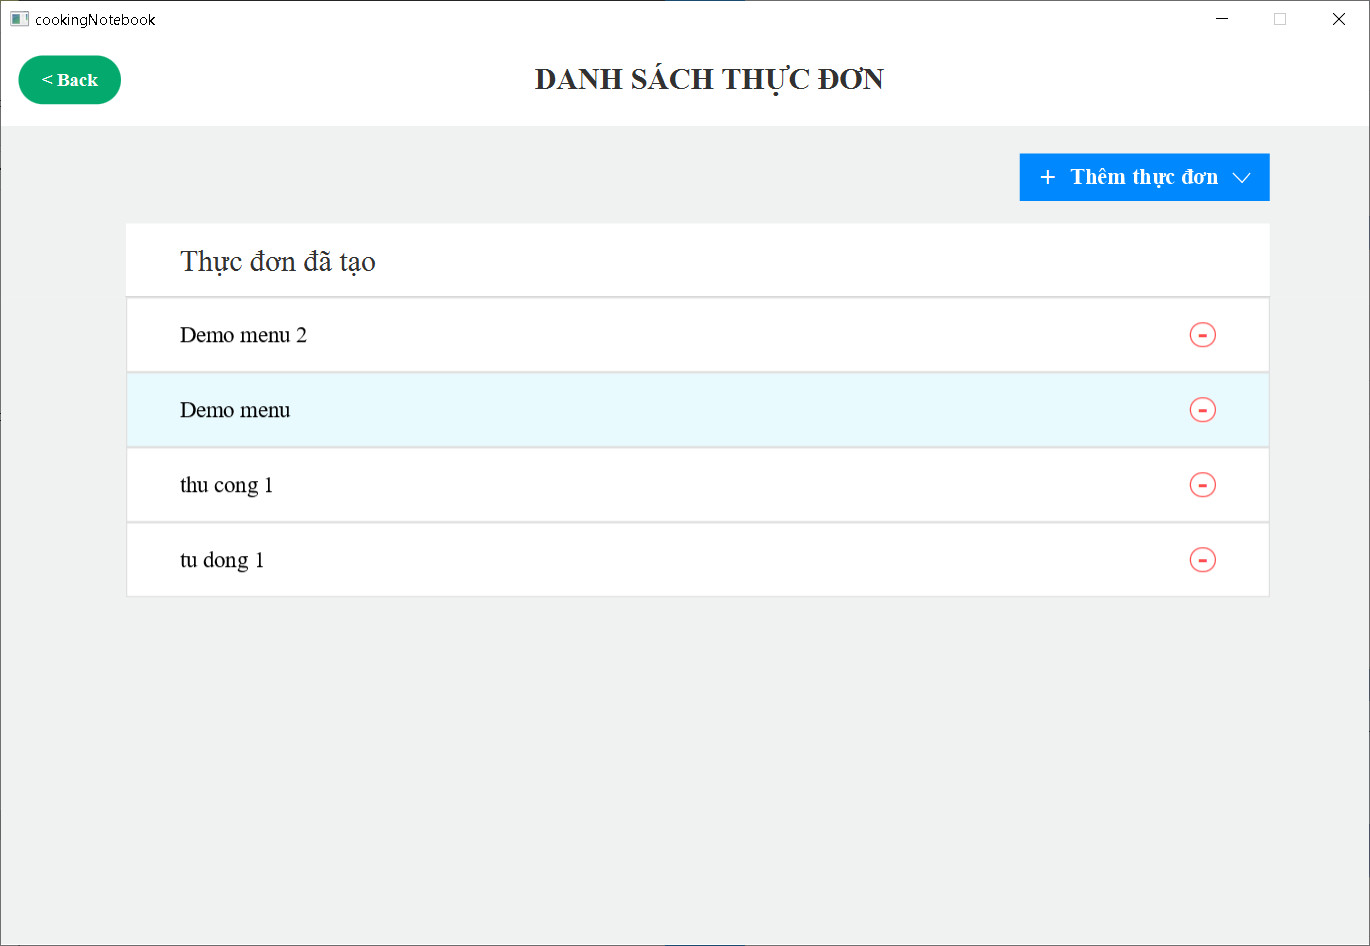 cookingNotebook
< Back
DANH SÁCH THỰC ĐƠN
+ Thêm thực đơn
Thực đơn đã tạo
Demo menu 2
Demo menu
thu cong 1
tu dong 1